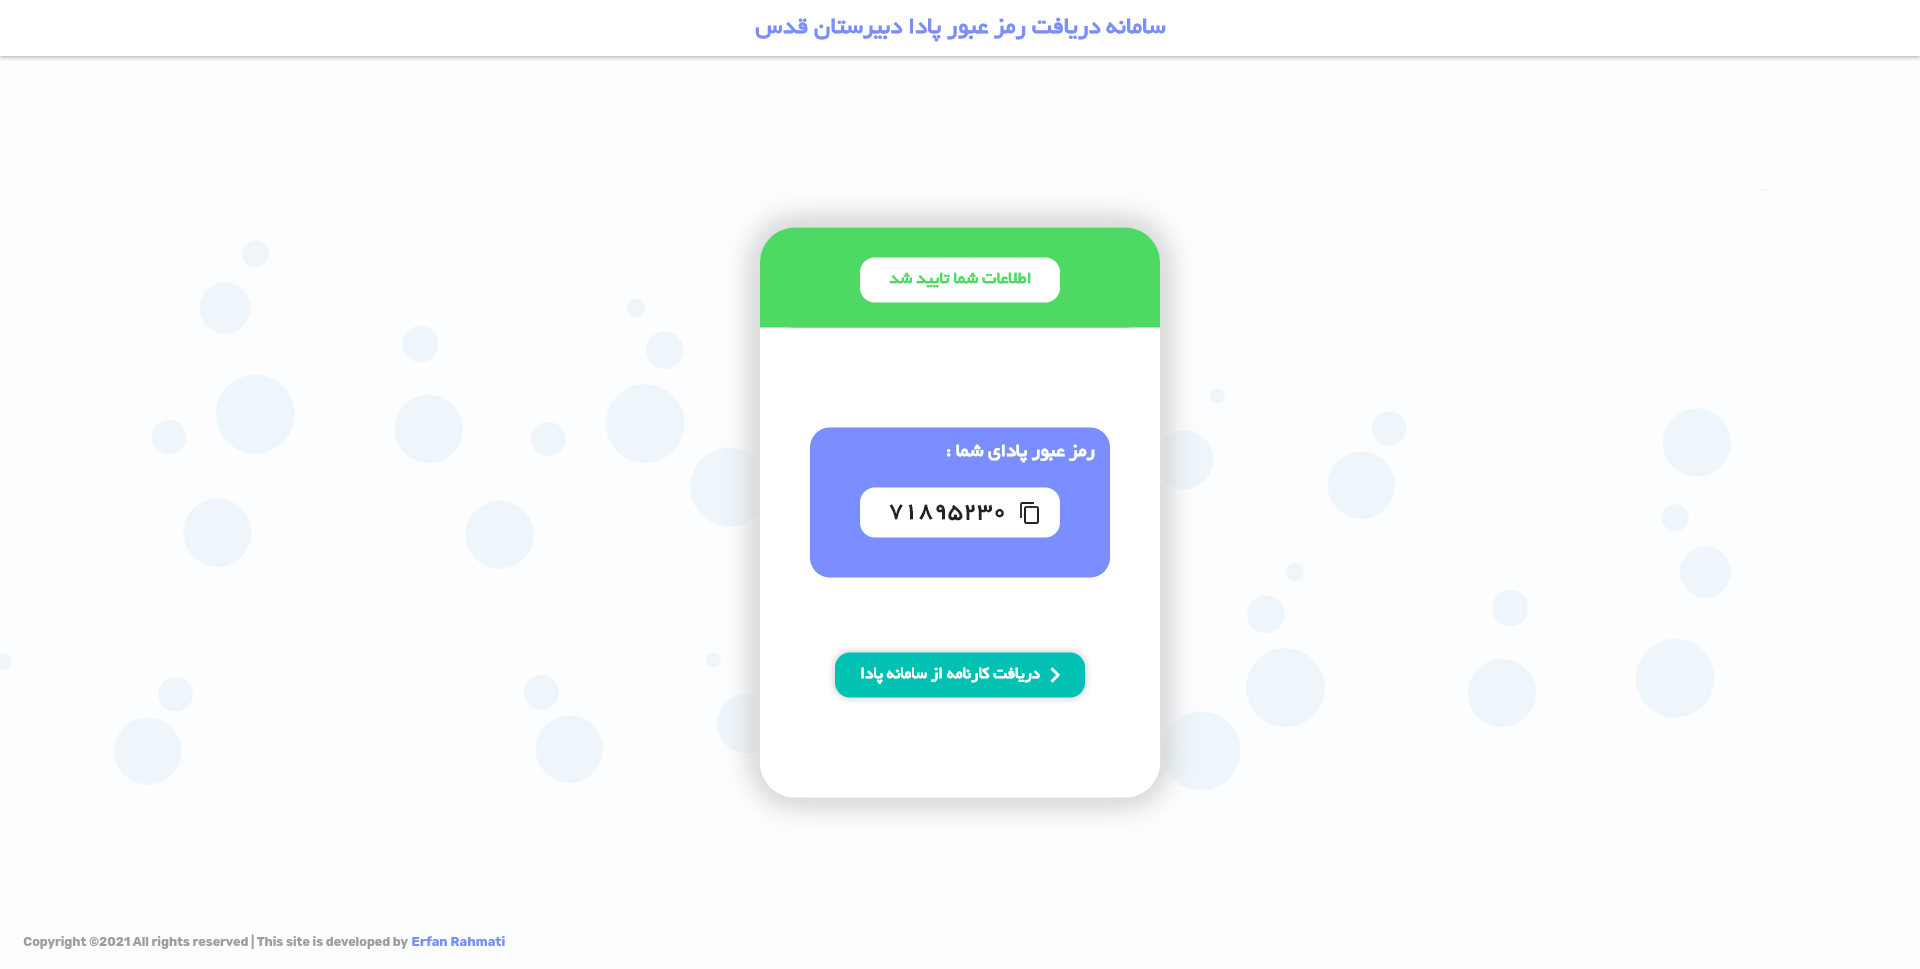 سامانه دریافت رمز عبور پادا دبیرستان قدس
اطلاعات شما تایید شد
رمز عبور پادای شما :
۷۱۸۹۵۲۳۰
دریافت کارنامه از سامانه پادا
Copyright ©2021 All rights reserved | This site is developed by Erfan Rahmati